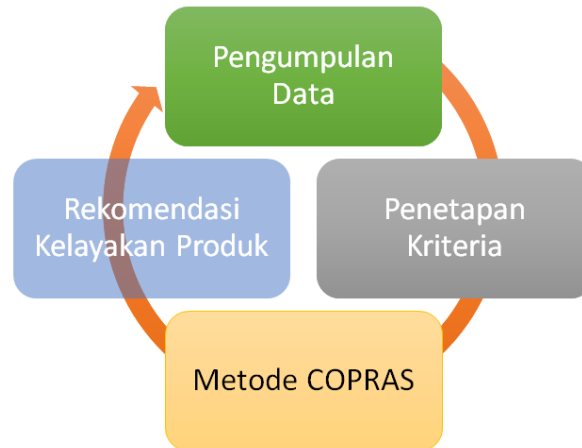 Pengumpulan
Data
Penetapan
Kriteria
Metode COPRAS
Rekomendasi
Kelayakan Produk